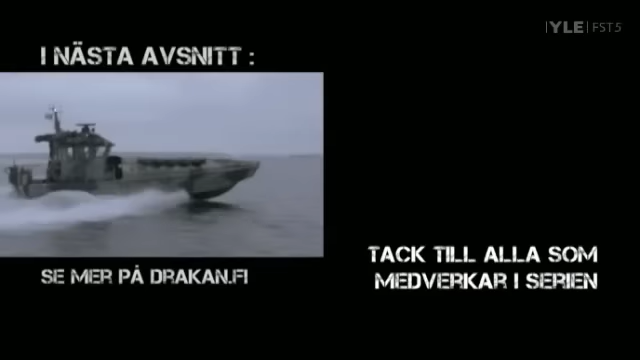 YLE FST5
I NÄSTA AVSNITT :
TACK TILL ALLA SOM
MEDVERKAR I SERIEN
SE MER PÅ DRAKAN.FI